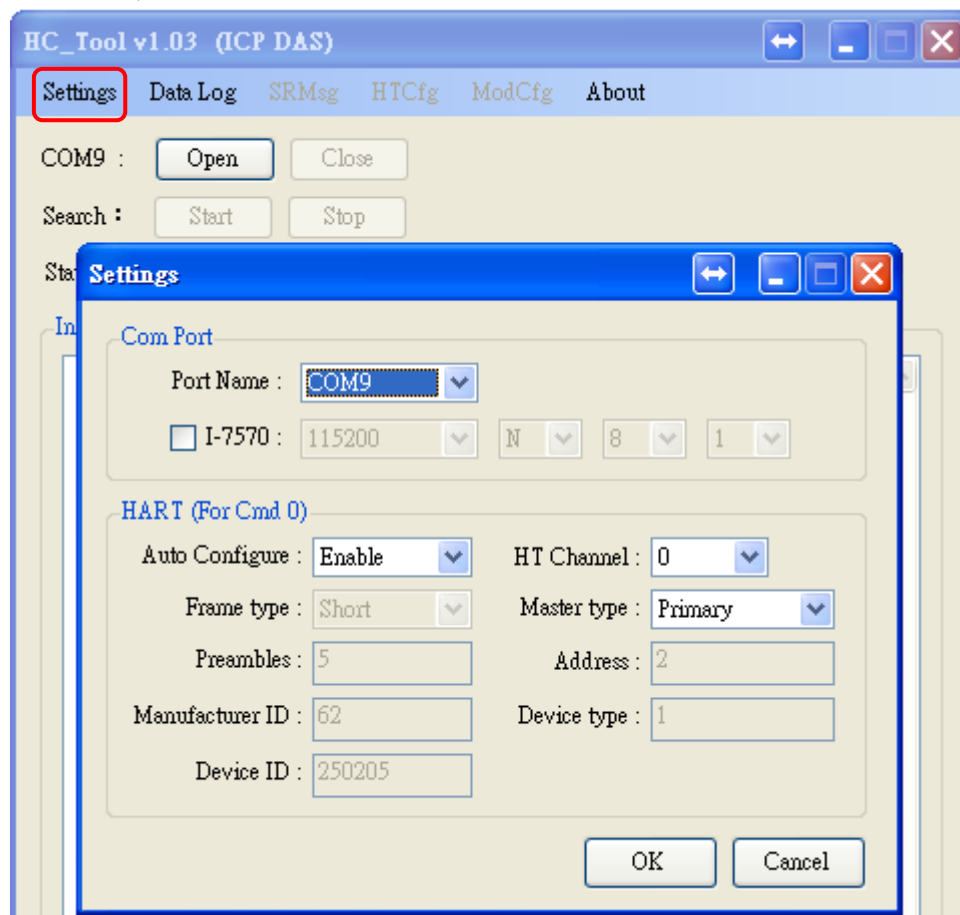 HC_Tool v1.03 (ICP DAS)
Settings Data Log SRMsg HTCfg ModCfg About
COM9 : Open Close
Search : Start Stop
Settings
Com Port
Port Name : COM9
I-7570 : 115200 N 8 1
HART (For Cmd 0)
Auto Configure : Enable HT Channel : 0
Frame type : Short Master type : Primary
Preambles : 5 Address : 2
Manufacturer ID : 62 Device type : 1
Device ID : 250205
OK Cancel